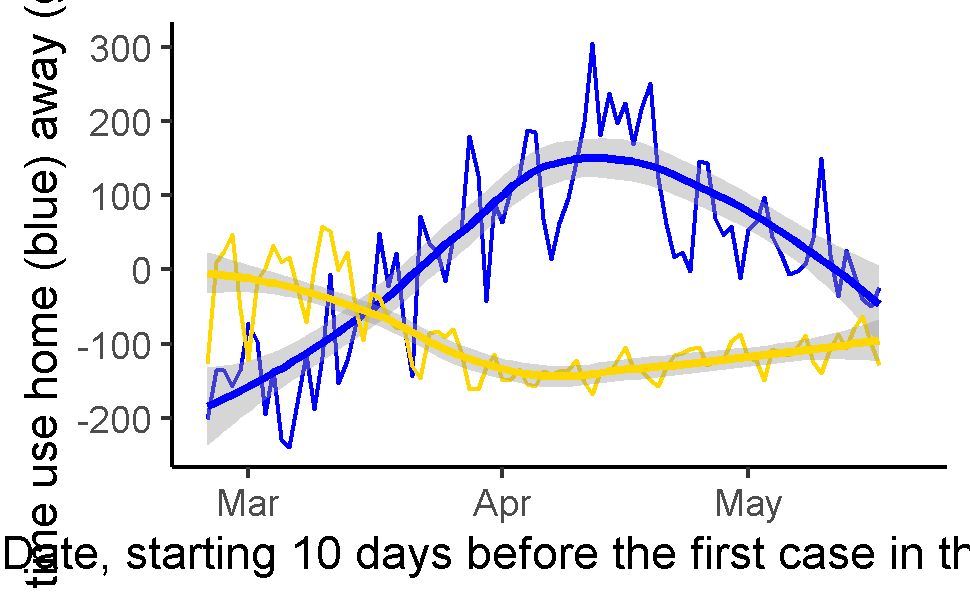 time use home (blue) away (
300
200
100
0
-100
-200
Mar Apr May
Date, starting 10 days before the first case in th